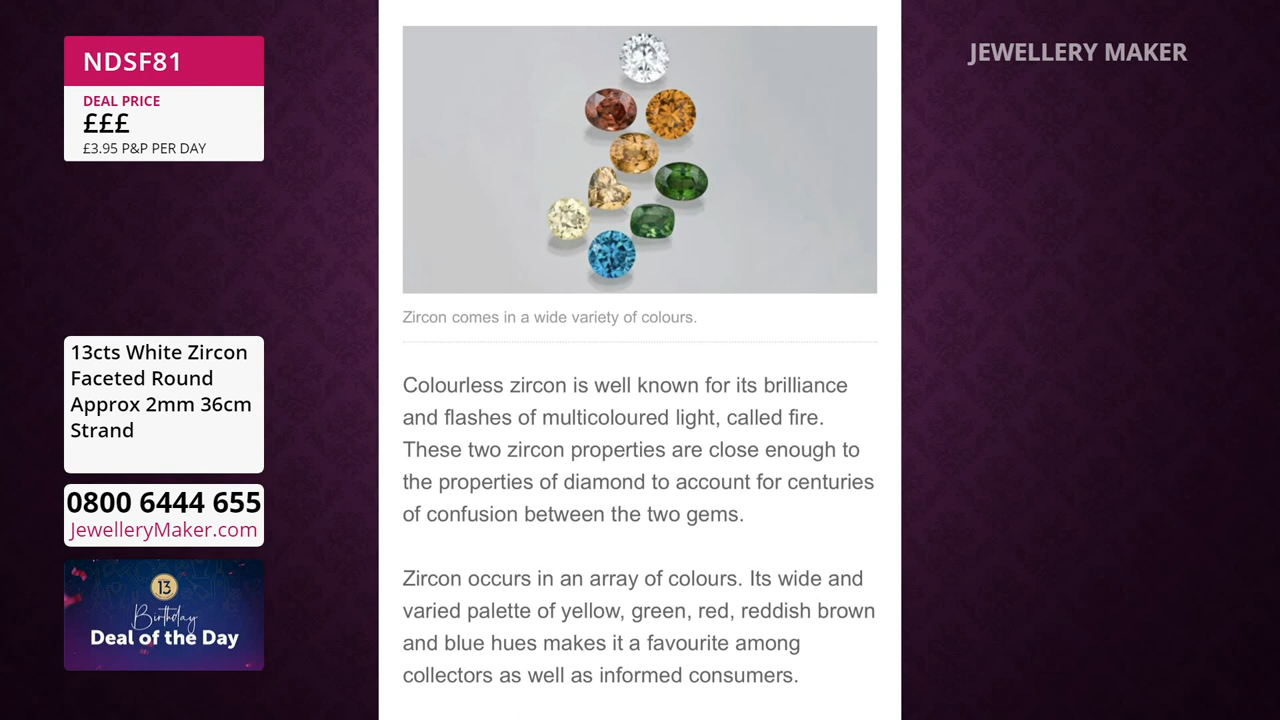 NDSF81
DEAL PRICE
£££
£3.95 P&P PER DAY
13cts White Zircon
Faceted Round
Approx 2mm 36cm
Strand
0800 6444 655
JewelleryMaker.com
13
Birthday
Deal of the Day
Zircon comes in a wide variety of colours.
Colourless zircon is well known for its brilliance
and flashes of multicoloured light, called fire.
These two zircon properties are close enough to
the properties of diamond to account for centuries
of confusion between the two gems.
Zircon occurs in an array of colours. Its wide and
varied palette of yellow, green, red, reddish brown
and blue hues makes it a favourite among
collectors as well as informed consumers.
JEWELLERY MAKER